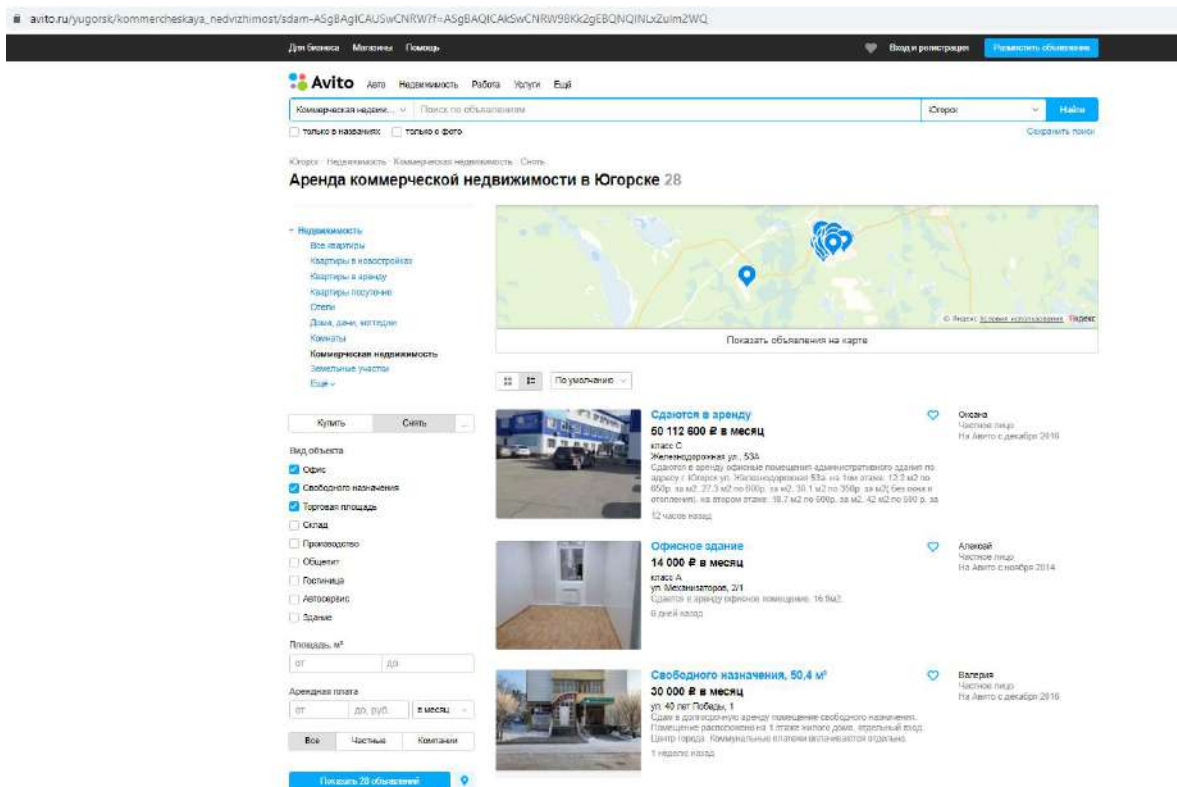 avito.ru/yugorsk/kommercheskaya_nedvizhimost/sdam-ASgBAgICAUSwCNRW?f=ASgBAQICAkSwCNRW9BKk2gEBQNQINLxZulm2WQ
Для бизнеса Магазины Помощь
Вход и регистрация Разместить объявление
Avito Авто Недвижимость Работа Услуги Ещё
Коммерческая недвиж... Поиск по объявлениям Югорск Найти
только в названиях только с фото Сохранить поиск
Югорск Недвижимость Коммерческая недвижимость Снять
Аренда коммерческой недвижимости в Югорске 28
Недвижимость
Все квартиры
Квартиры в новостройках
Квартиры в аренду
Квартиры посуточно
Отели
Дома, дачи, коттеджи
Комнаты
Коммерческая недвижимость
Земельные участки
Ещё
© Яндекс Условия использования Яндекс
Показать объявления на карте
По умолчанию
Купить Снять ...
Вид объекта
Офис
Свободного назначения
Торговая площадь
Склад
Производство
Общепит
Гостиница
Автосервис
Здание
Площадь, м²
от до
Арендная плата
от до, руб. в месяц
Все Частные Компании
Показать 28 объявлений
Сдаются в аренду
50 112 600 ₽ в месяц
класс C
Железнодорожная ул., 53А
Сдаются в аренду офисные помещения административного здания по
адресу г. Югорск ул. Железнодорожная 53а. на 1ом этаже: 12.2 м2 по
650р. за м2. 27.3 м2 по 600р. за м2. 30.1 м2 по 350р. за м2( без окна и
отопления). на втором этаже: 18.7 м2 по 600р. за м2. 42 м2 по 500 р. за
12 часов назад
Оксана
Частное лицо
На Авито с декабря 2016
Офисное здание
14 000 ₽ в месяц
класс A
ул. Механизаторов, 2/1
Сдается в аренду офисное помещение. 16.5м2.
6 дней назад
Алексей
Частное лицо
На Авито с ноября 2014
Свободного назначения, 50,4 м²
30 000 ₽ в месяц
ул. 40 лет Победы, 1
Сдам в долгосрочную аренду помещение свободного назначения.
Помещение расположено на 1 этаже жилого дома, отдельный вход.
Центр города. Коммунальные платежи оплачиваются отдельно.
1 неделю назад
Валерия
Частное лицо
На Авито с декабря 2016